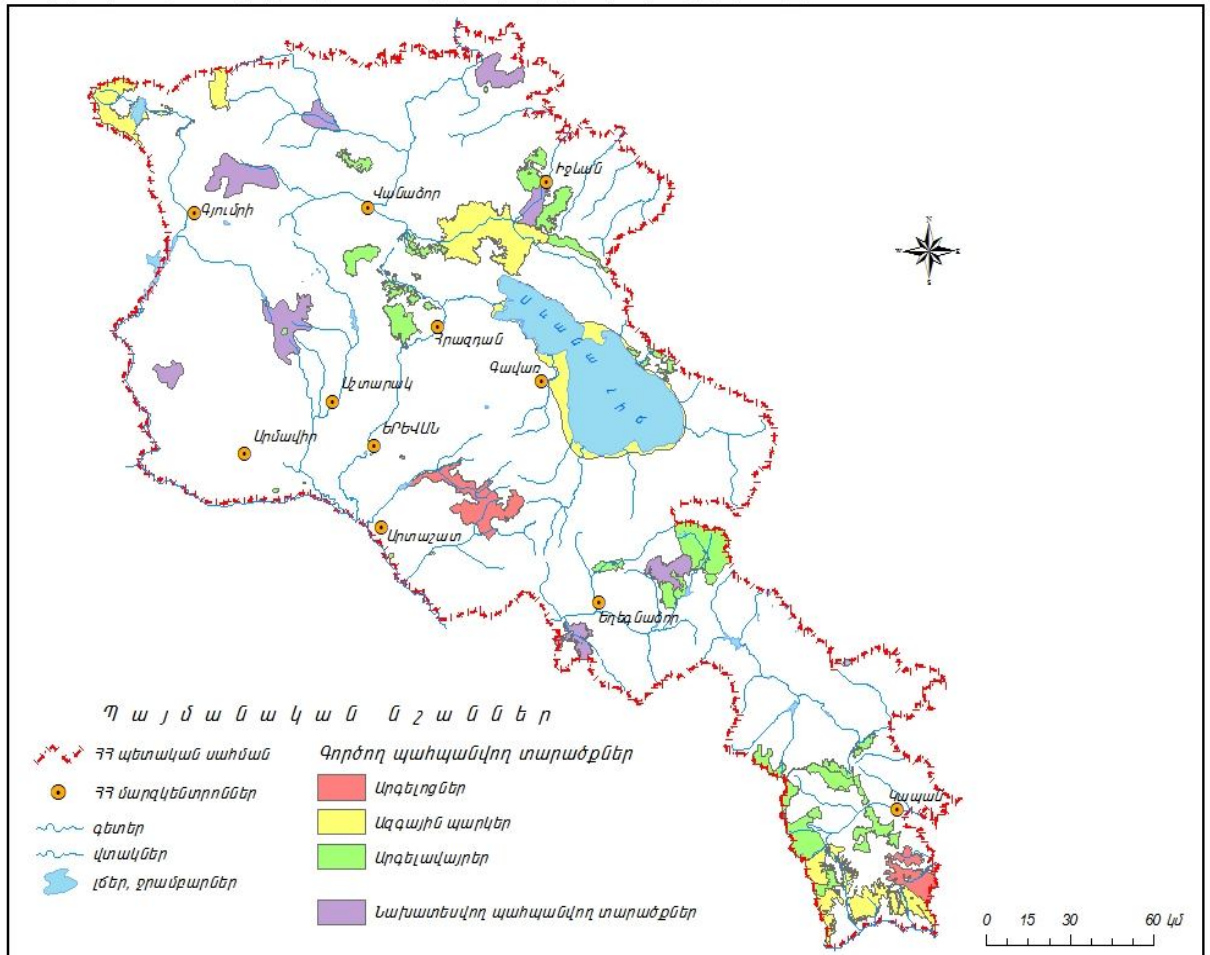 N
W E
S
Իջևան
Վանաձոր
Գյումրի
Հրազդան
Սևանա Լիճ
Գավառ
Աշտարակ
ԵՐԵՎԱՆ
Արմավիր
Արտաշատ
Եղեգնաձոր
Կապան
Պայմանական նշաններ
ՀՀ պետական սահման
ՀՀ մարզկենտրոններ
գետեր
վտակներ
լճեր, ջրամբարներ
Գործող պահպանվող տարածքներ
Արգելոցներ
Ազգային պարկեր
Արգելավայրեր
Նախատեսվող պահպանվող տարածքներ
0 15 30 60 կմ